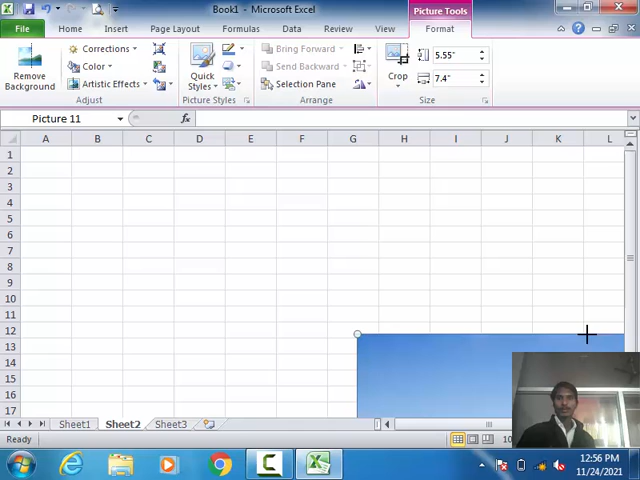 Book1 - Microsoft Excel
Picture Tools
File
Home
Insert
Page Layout
Formulas
Data
Review
View
Format
Remove
Background
Corrections
Color
Artistic Effects
Adjust
Quick
Styles
Picture Styles
Bring Forward
Send Backward
Selection Pane
Arrange
Crop
5.55"
7.4"
Size
Picture 11
fx
A B C D E F G H I J K L
1
2
3
4
5
6
7
8
9
10
11
12
13
14
15
16
17
Sheet1 Sheet2 Sheet3
Ready
10
12:56 PM
11/24/2021